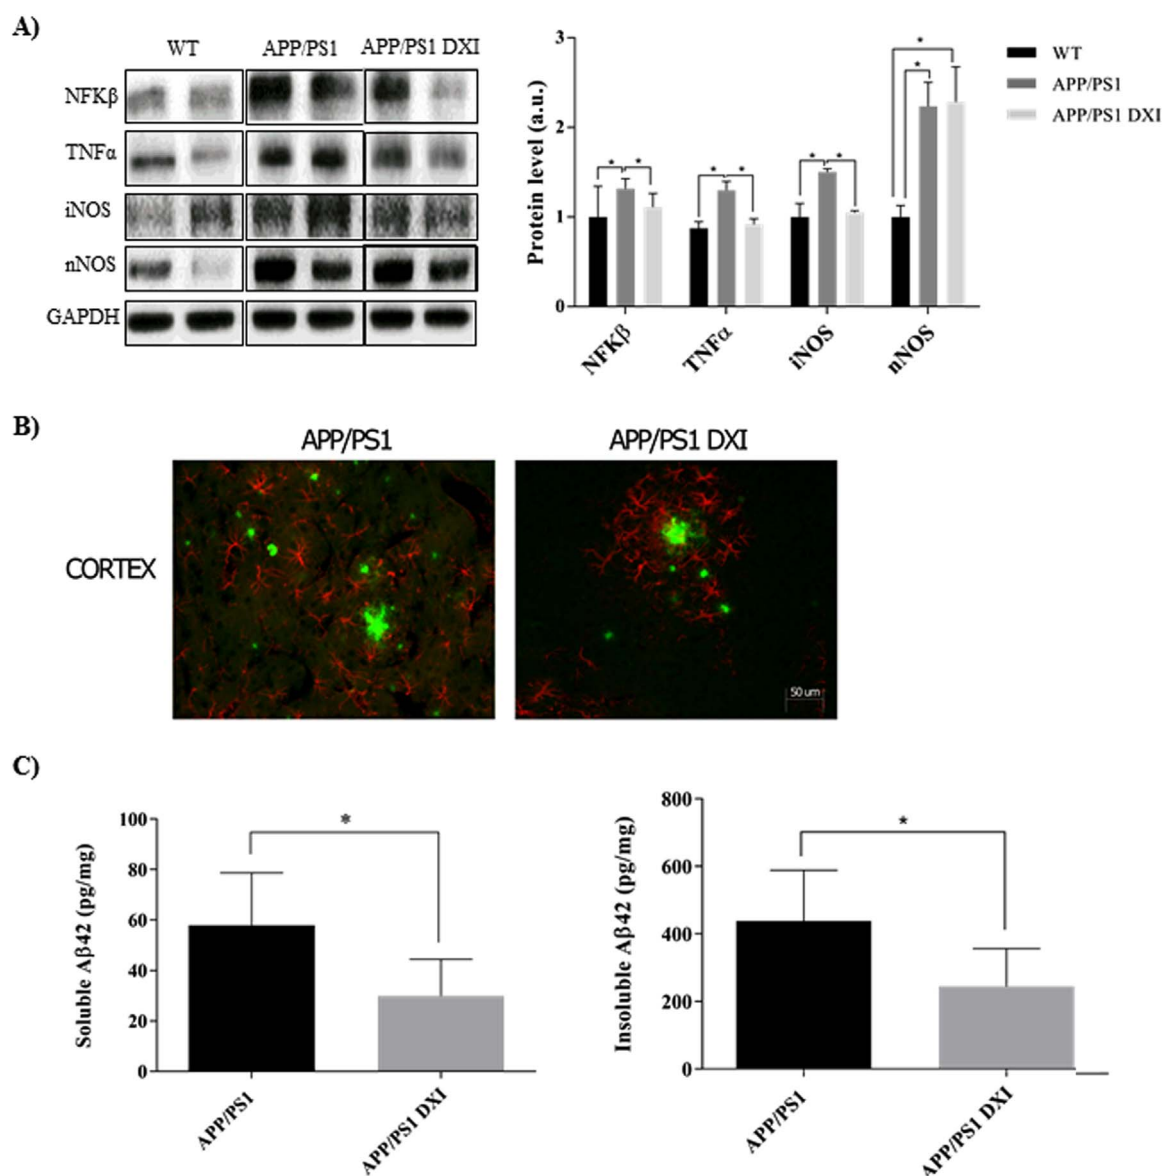 A)
WT APP/PS1 APP/PS1 DXI
NFKβ
TNFα
iNOS
nNOS
GAPDH
Protein level (a.u.)
3
2
1
0
* * * * * * * *
NFKβ TNFα iNOS nNOS
WT
APP/PS1
APP/PS1 DXI
B)
APP/PS1 APP/PS1 DXI
CORTEX
50 um
C)
Soluble Aβ42 (pg/mg)
100
80
60
40
20
0
*
APP/PS1 APP/PS1 DXI
Insoluble Aβ42 (pg/mg)
800
600
400
200
0
*
APP/PS1 APP/PS1 DXI